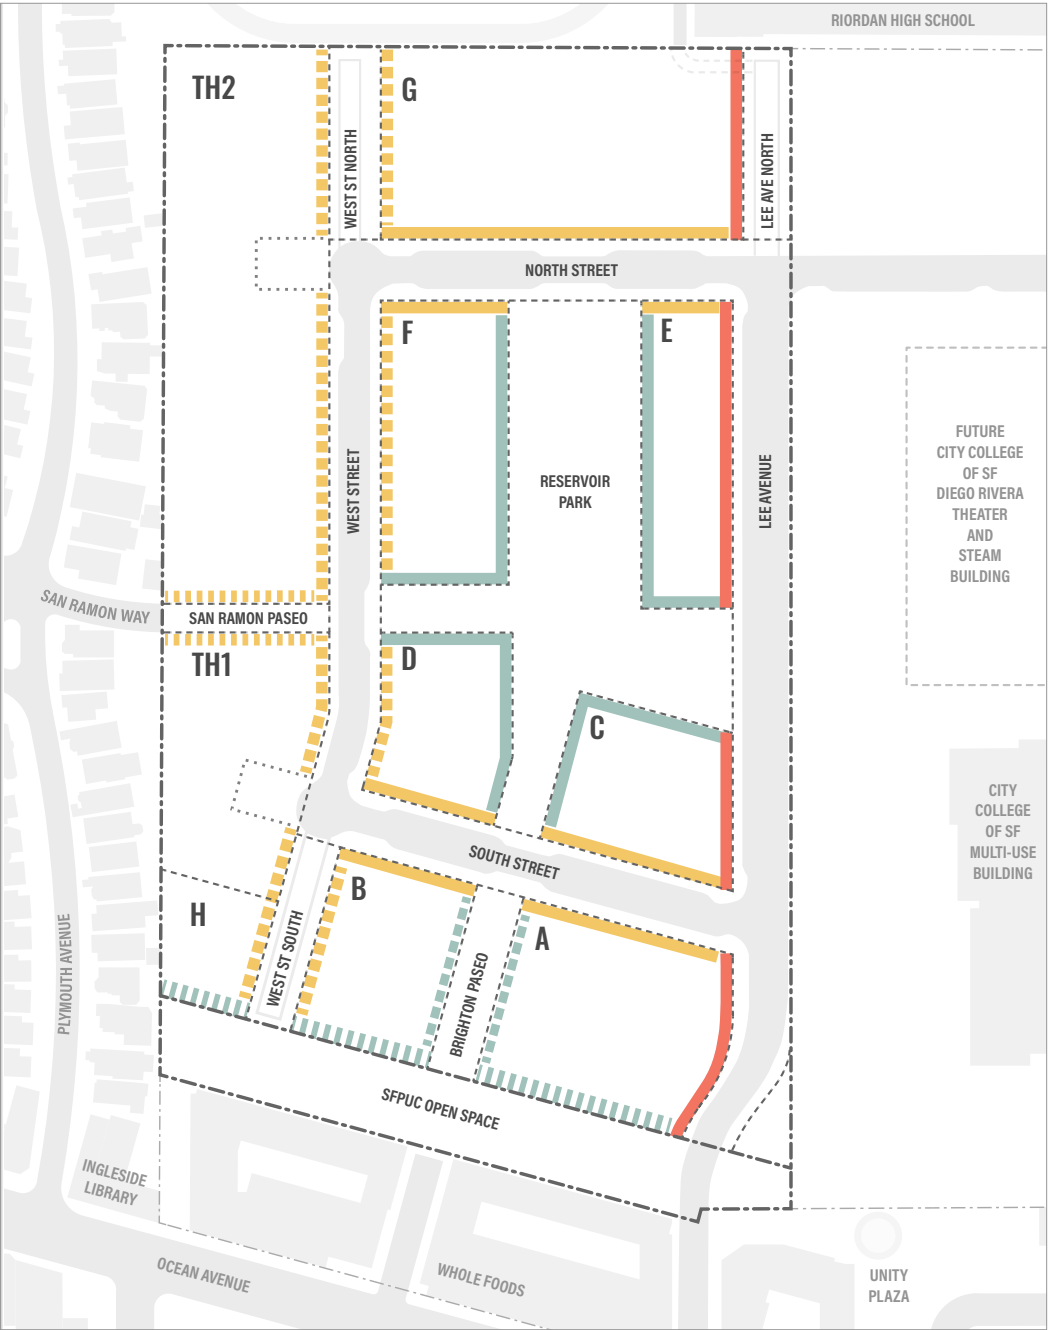 RIORDAN HIGH SCHOOL
TH2
G
WEST ST NORTH
LEE AVE NORTH
NORTH STREET
F
E
WEST STREET
RESERVOIR
PARK
LEE AVENUE
FUTURE
CITY COLLEGE
OF SF
DIEGO RIVERA
THEATER
AND
STEAM
BUILDING
SAN RAMON WAY
SAN RAMON PASEO
TH1
D
C
CITY
COLLEGE
OF SF
MULTI-USE
BUILDING
SOUTH STREET
B
H
A
WEST ST SOUTH
BRIGHTON PASEO
PLYMOUTH AVENUE
SFPUC OPEN SPACE
INGLESIDE
LIBRARY
OCEAN AVENUE
WHOLE FOODS
UNITY
PLAZA